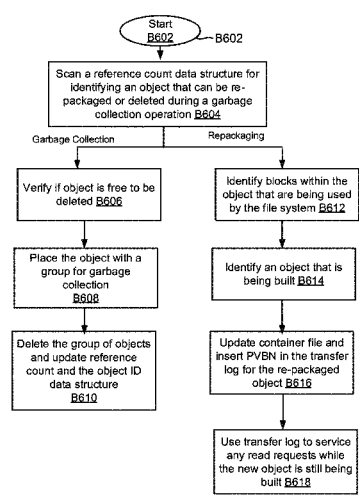 Start
B602
B602
Scan a reference count data structure for
identifying an object that can be re-
packaged or deleted during a garbage
collection operation B604
Garbage Collection
Repackaging
Verify if object is free to be
deleted B606
Place the object with a
group for garbage
collection
B608
Delete the group of objects
and update reference
count and the object ID
data structure
B610
Identify blocks within the
object that are being used
by the file system B612
Identify an object that is
being built B614
Update container file and
insert PVBN in the transfer
log for the re-packaged
object B616
Use transfer log to service
any read requests while
the new object is still being
built B618